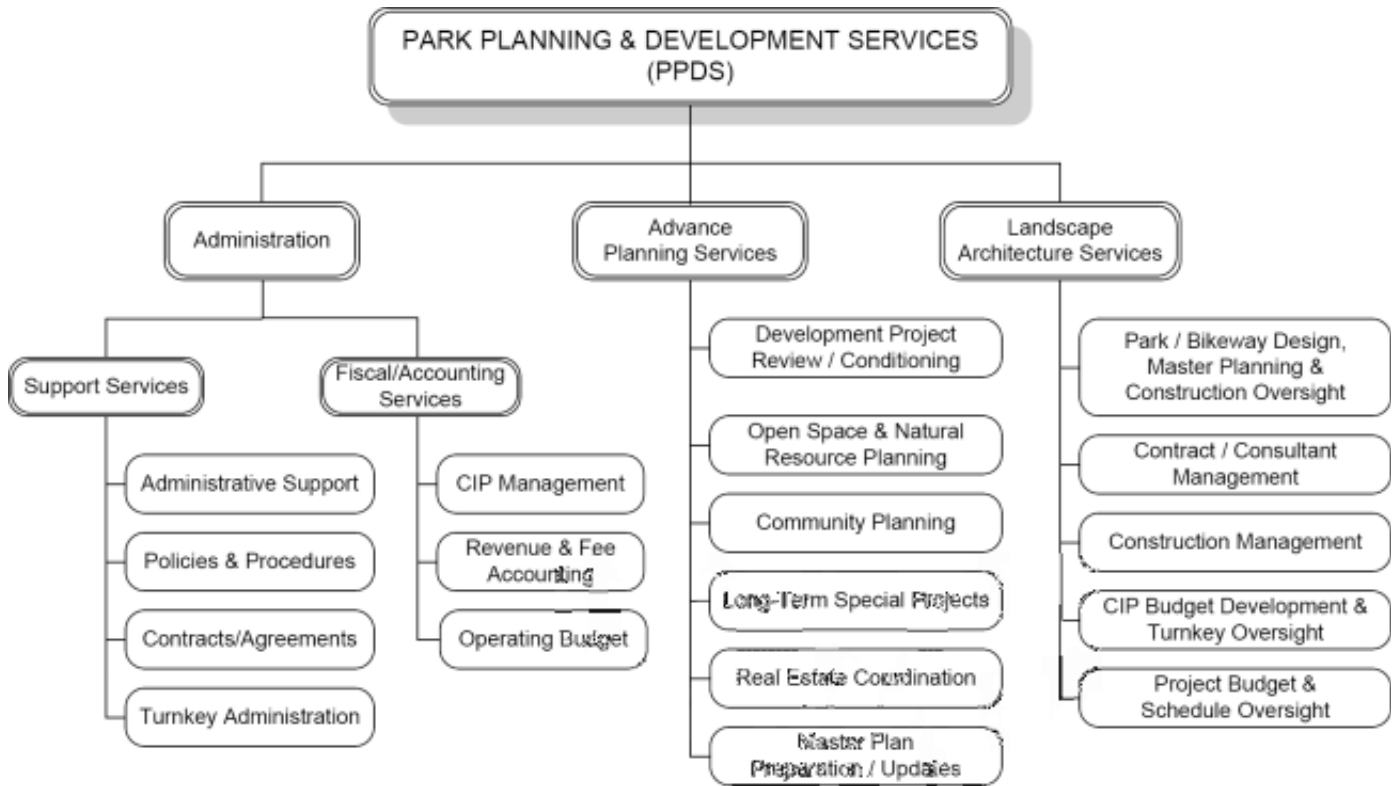 PARK PLANNING & DEVELOPMENT SERVICES
(PPDS)
Administration
Advance
Planning Services
Landscape
Architecture Services
Support Services
Fiscal/Accounting
Services
Administrative Support
Policies & Procedures
Contracts/Agreements
Turnkey Administration
CIP Management
Revenue & Fee
Accounting
Operating Budget
Development Project
Review / Conditioning
Open Space & Natural
Resource Planning
Community Planning
Long-Term Special Projects
Real Estate Coordination
Master Plan
Preparation / Updates
Park / Bikeway Design,
Master Planning &
Construction Oversight
Contract / Consultant
Management
Construction Management
CIP Budget Development &
Turnkey Oversight
Project Budget &
Schedule Oversight